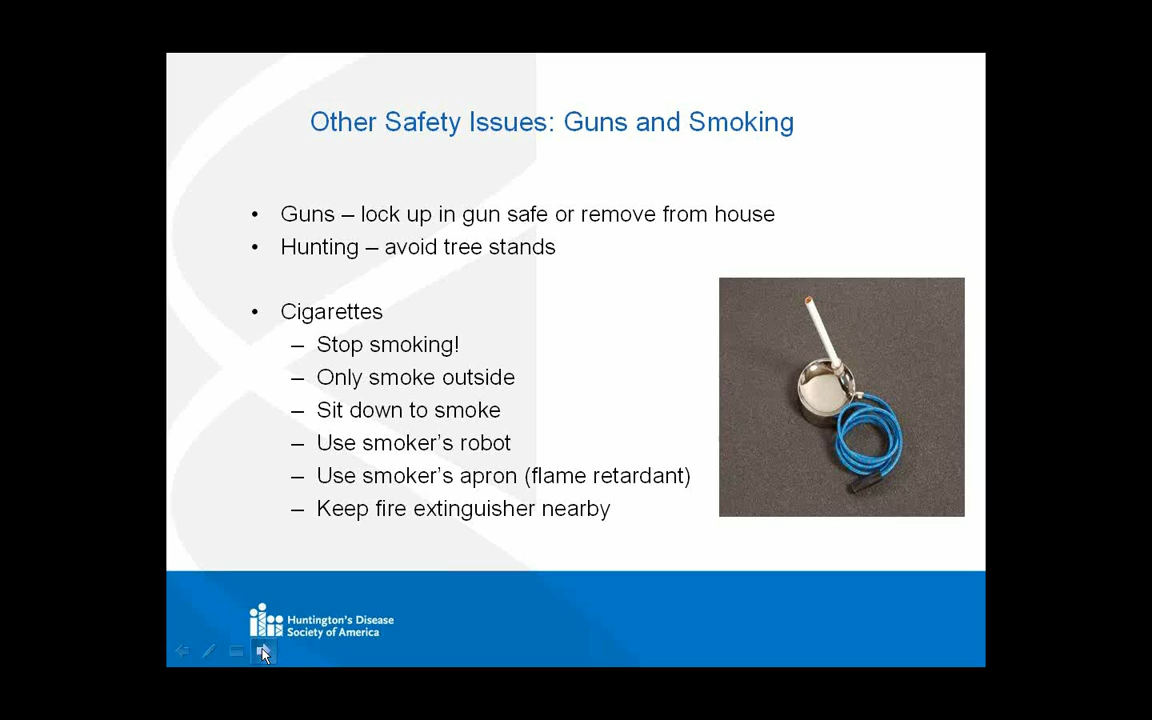 Other Safety Issues: Guns and Smoking
• Guns – lock up in gun safe or remove from house
• Hunting – avoid tree stands
• Cigarettes
– Stop smoking!
– Only smoke outside
– Sit down to smoke
– Use smoker's robot
– Use smoker's apron (flame retardant)
– Keep fire extinguisher nearby
Huntington's Disease
Society of America